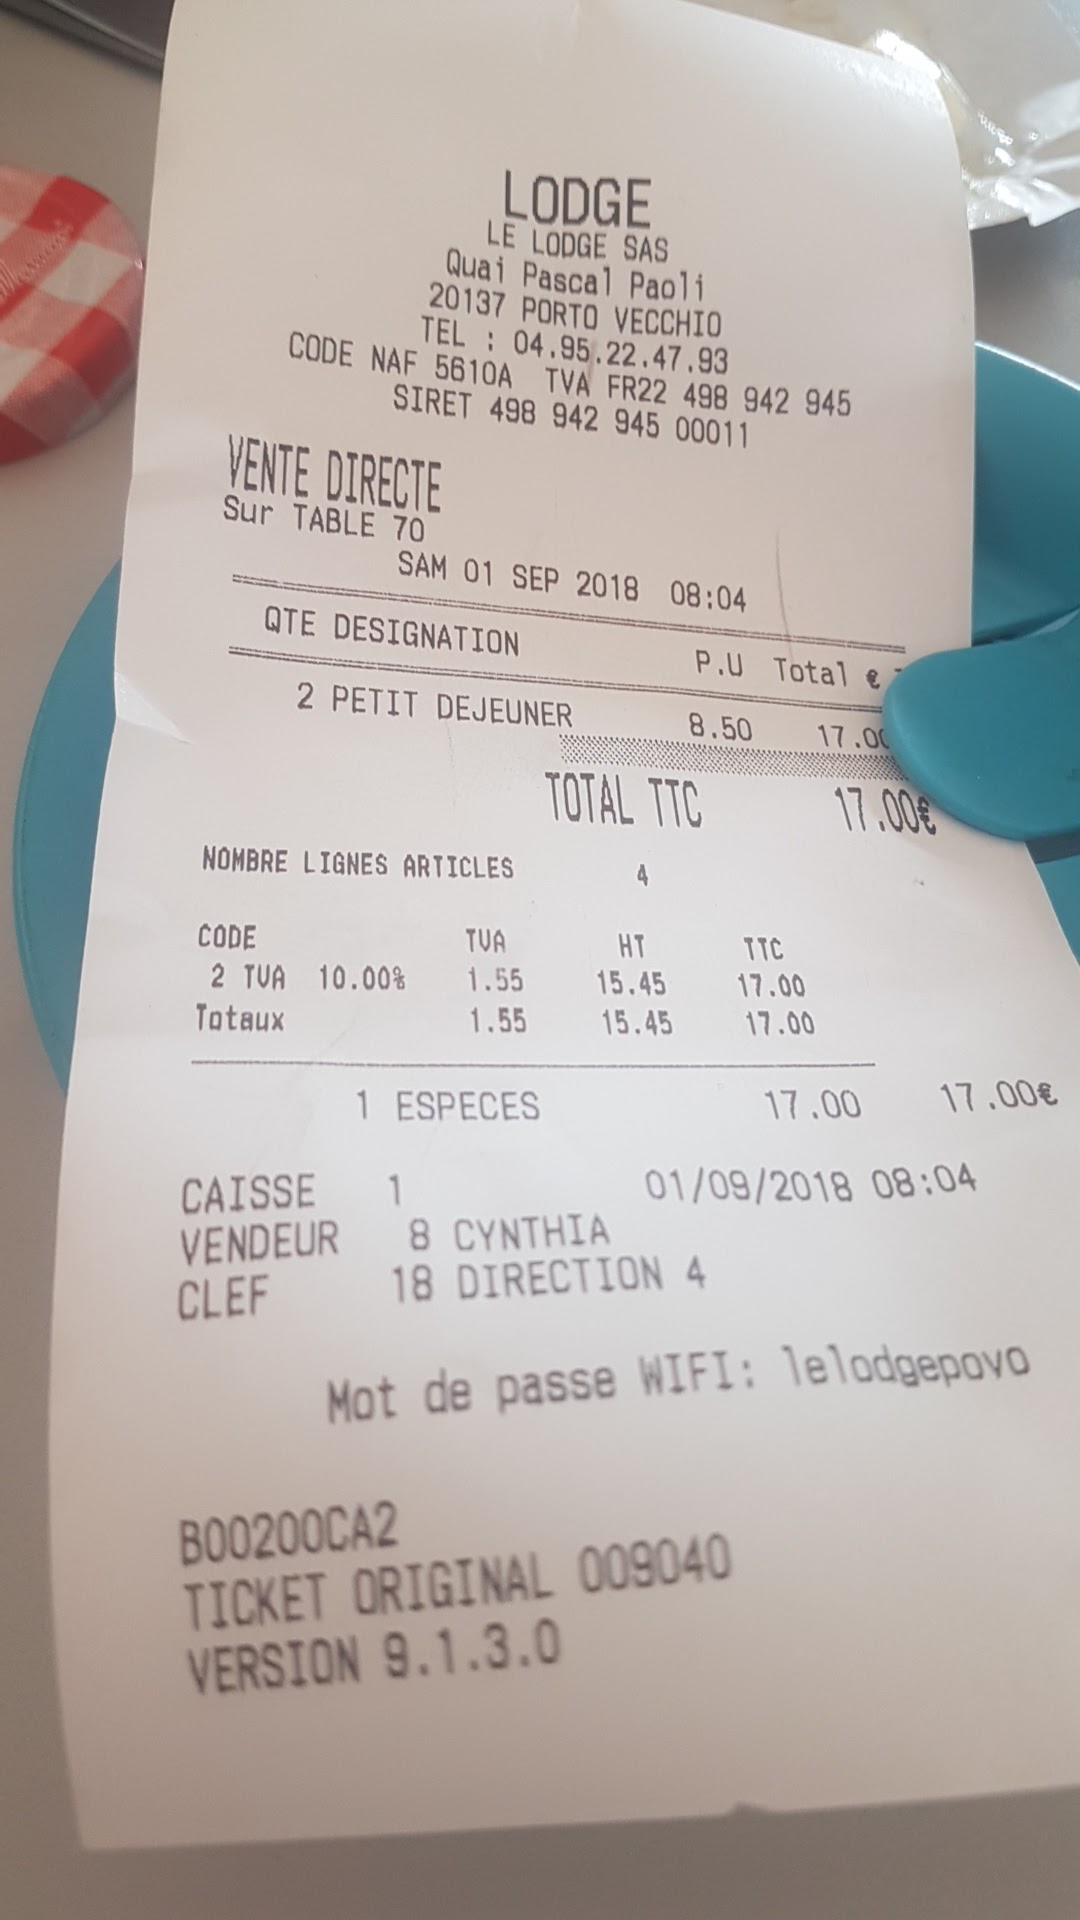 LODGE
LE LODGE SAS
Quai Pascal Paoli
20137 PORTO VECCHIO
TEL : 04.95.22.47.93
CODE NAF 5610A TVA FR22 498 942 945
SIRET 498 942 945 00011
VENTE DIRECTE
Sur TABLE 70
SAM 01 SEP 2018 08:04
QTE DESIGNATION P.U Total €
2 PETIT DEJEUNER 8.50 17.00
TOTAL TTC 17.00€
NOMBRE LIGNES ARTICLES 4
CODE TVA HT TTC
2 TVA 10.00% 1.55 15.45 17.00
Totaux 1.55 15.45 17.00
1 ESPECES 17.00 17.00€
CAISSE 1 01/09/2018 08:04
VENDEUR 8 CYNTHIA
CLEF 18 DIRECTION 4
Mot de passe WIFI: lelodgepovo
B00200CA2
TICKET ORIGINAL 009040
VERSION 9.1.3.0